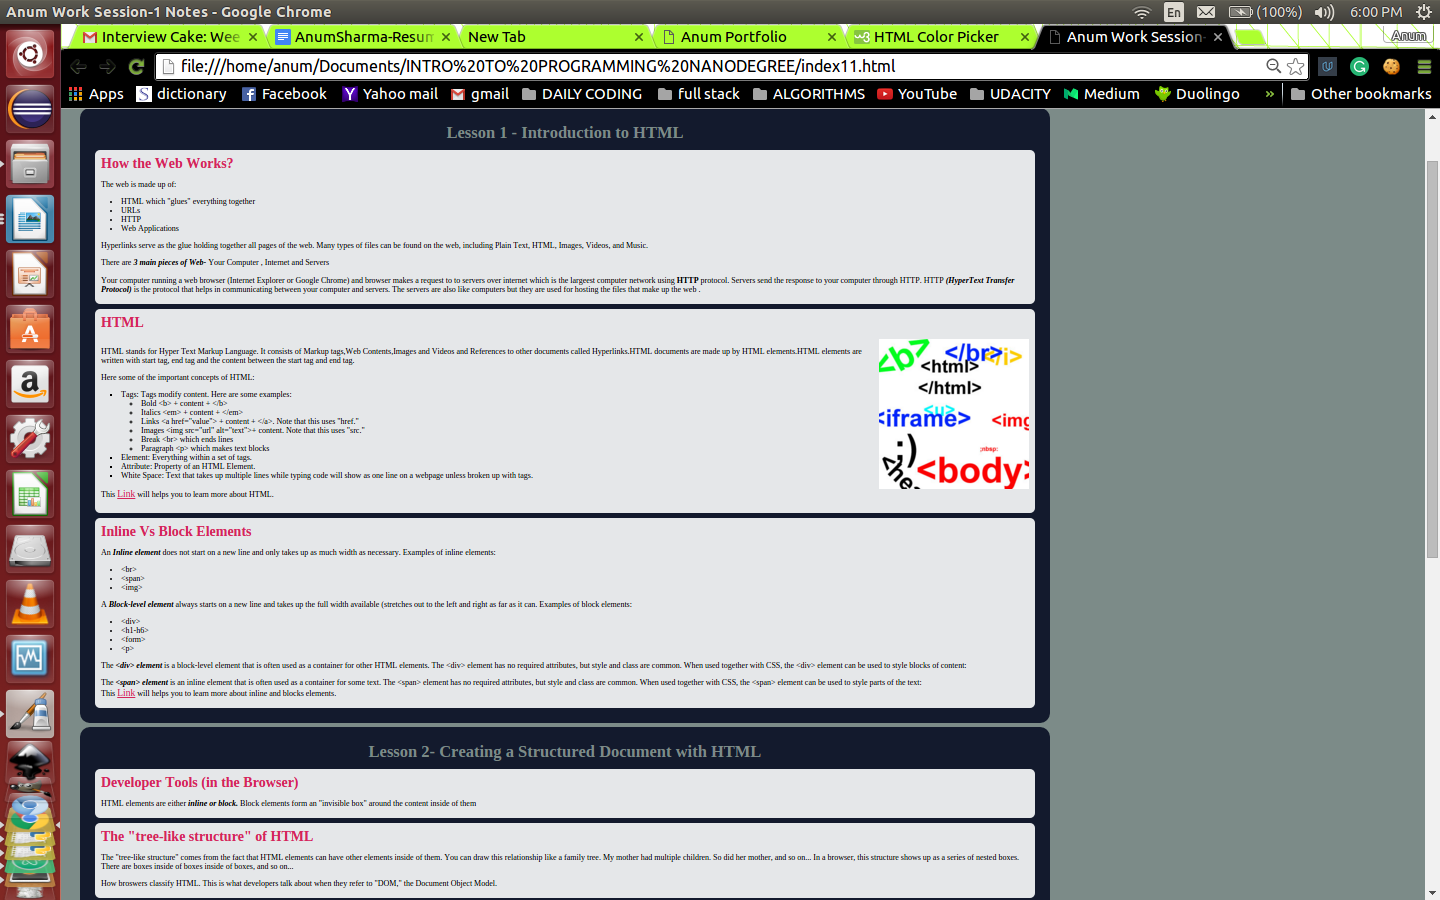 Anum Work Session-1 Notes - Google Chrome
En (100%) 6:00 PM
Interview Cake: Wee AnumSharma-Resum New Tab Anum Portfolio HTML Color Picker Anum Work Session- Anum
file:///home/anum/Documents/INTRO%20TO%20PROGRAMMING%20NANODEGREE/index11.html
Apps dictionary Facebook Yahoo mail gmail DAILY CODING full stack ALGORITHMS YouTube UDACITY Medium Duolingo » Other bookmarks
Lesson 1 - Introduction to HTML
How the Web Works?
The web is made up of:
HTML which "glues" everything together
URLs
HTTP
Web Applications
Hyperlinks serve as the glue holding together all pages of the web. Many types of files can be found on the web, including Plain Text, HTML, Images, Videos, and Music.
There are 3 main pieces of Web- Your Computer , Internet and Servers
Your computer running a web browser (Internet Explorer or Google Chrome) and browser makes a request to to servers over internet which is the largeest computer network using HTTP protocol. Servers send the response to your computer through HTTP. HTTP (HyperText Transfer
Protocol) is the protocol that helps in communicating between your computer and servers. The servers are also like computers but they are used for hosting the files that make up the web .
HTML
HTML stands for Hyper Text Markup Language. It consists of Markup tags,Web Contents,Images and Videos and References to other documents called Hyperlinks.HTML documents are made up by HTML elements.HTML elements are
written with start tag, end tag and the content between the start tag and end tag.
Here some of the important concepts of HTML:
Tags: Tags modify content. Here are some examples:
Bold <b> + content + </b>
Italics <em> + content + </em>
Links <a href="value"> + content + </a>. Note that this uses "href."
Images <img src="url" alt="text">+ content. Note that this uses "src."
Break <br> which ends lines
Paragraph <p> which makes text blocks
Element: Everything within a set of tags.
Attribute: Property of an HTML Element.
White Space: Text that takes up multiple lines while typing code will show as one line on a webpage unless broken up with tags.
This Link will helps you to learn more about HTML.
<b> </br> </i>
<html>
</html>
<u>
<iframe> <img
;) &nbsp;
<body>
<he
Inline Vs Block Elements
An Inline element does not start on a new line and only takes up as much width as necessary. Examples of inline elements:
<br>
<span>
<img>
A Block-level element always starts on a new line and takes up the full width available (stretches out to the left and right as far as it can. Examples of block elements:
<div>
<h1-h6>
<form>
<p>
The <div> element is a block-level element that is often used as a container for other HTML elements. The <div> element has no required attributes, but style and class are common. When used together with CSS, the <div> element can be used to style blocks of content:
The <span> element is an inline element that is often used as a container for some text. The <span> element has no required attributes, but style and class are common. When used together with CSS, the <span> element can be used to style parts of the text:
This Link will helps you to learn more about inline and blocks elements.
Lesson 2- Creating a Structured Document with HTML
Developer Tools (in the Browser)
HTML elements are either inline or block. Block elements form an "invisible box" around the content inside of them
The "tree-like structure" of HTML
The "tree-like structure" comes from the fact that HTML elements can have other elements inside of them. You can draw this relationship like a family tree. My mother had multiple children. So did her mother, and so on... In a browser, this structure shows up as a series of nested boxes.
There are boxes inside of boxes inside of boxes, and so on...
How broswers classify HTML. This is what developers talk about when they refer to "DOM," the Document Object Model.